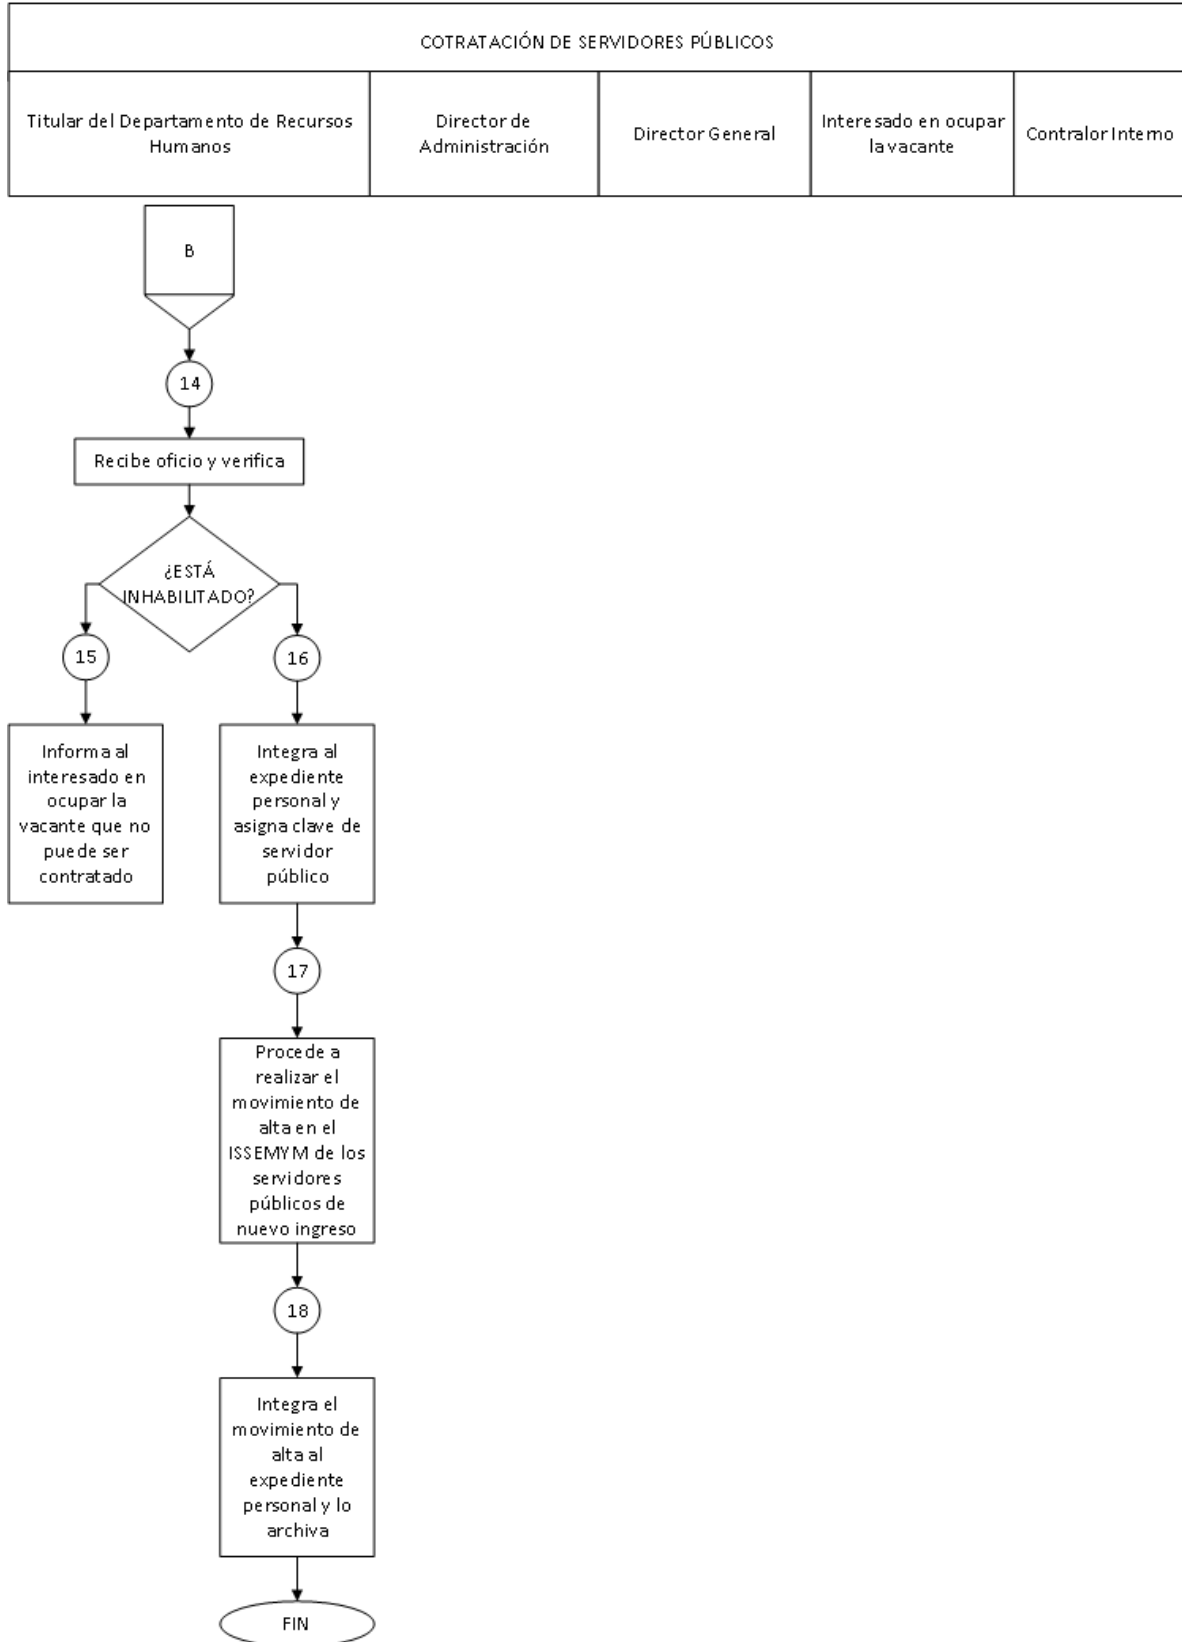 COTRATACIÓN DE SERVIDORES PÚBLICOS
Titular del Departamento de Recursos
Humanos
Director de
Administración
Director General
Interesado en ocupar
la vacante
Contralor Interno
B
14
Recibe oficio y verifica
¿ESTÁ
INHABILITADO?
15
16
Informa al
interesado en
ocupar la
vacante que no
puede ser
contratado
Integra al
expediente
personal y
asigna clave de
servidor
público
17
Procede a
realizar el
movimiento de
alta en el
ISSEMYM de los
servidores
públicos de
nuevo ingreso
18
Integra el
movimiento de
alta al
expediente
personal y lo
archiva
FIN